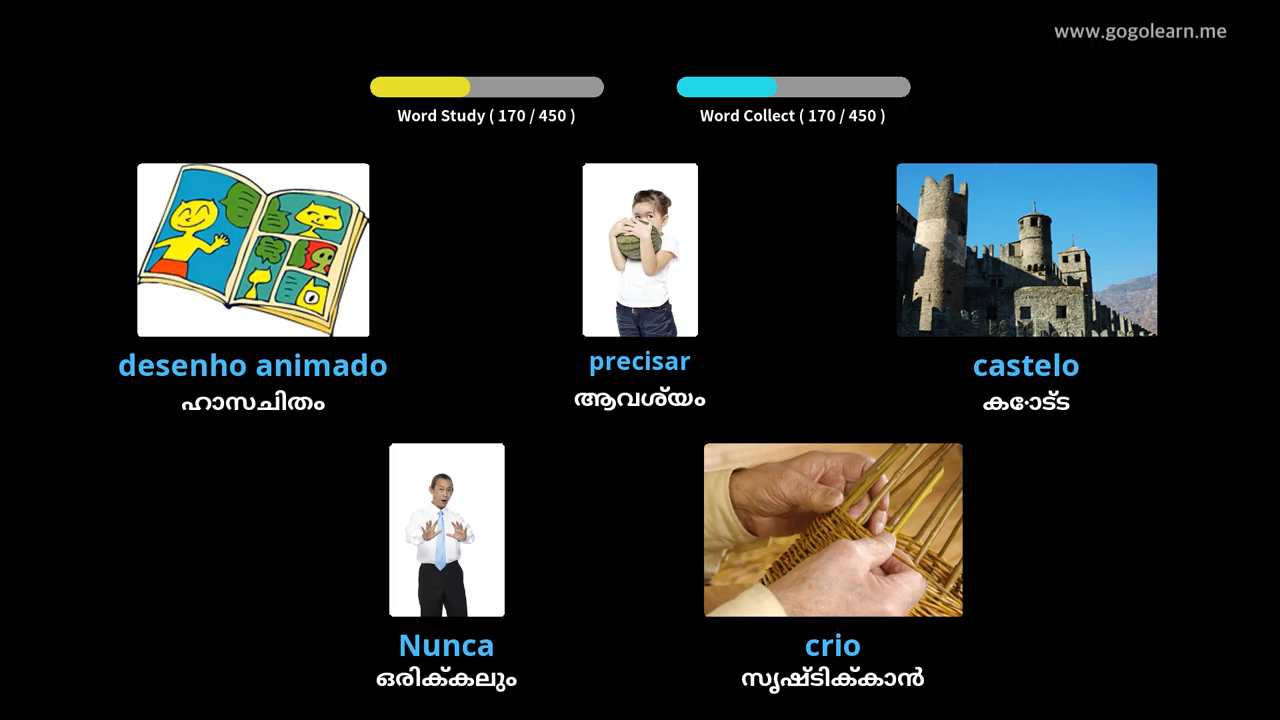 www.gogolearn.me
Word Study ( 170 / 450 )
Word Collect ( 170 / 450 )
desenho animado
ഹാസചിതം
precisar
ആവശ്യം
castelo
കോട്ട
Nunca
ഒരിക്കലും
crio
സൃഷ്ടിക്കാൻ